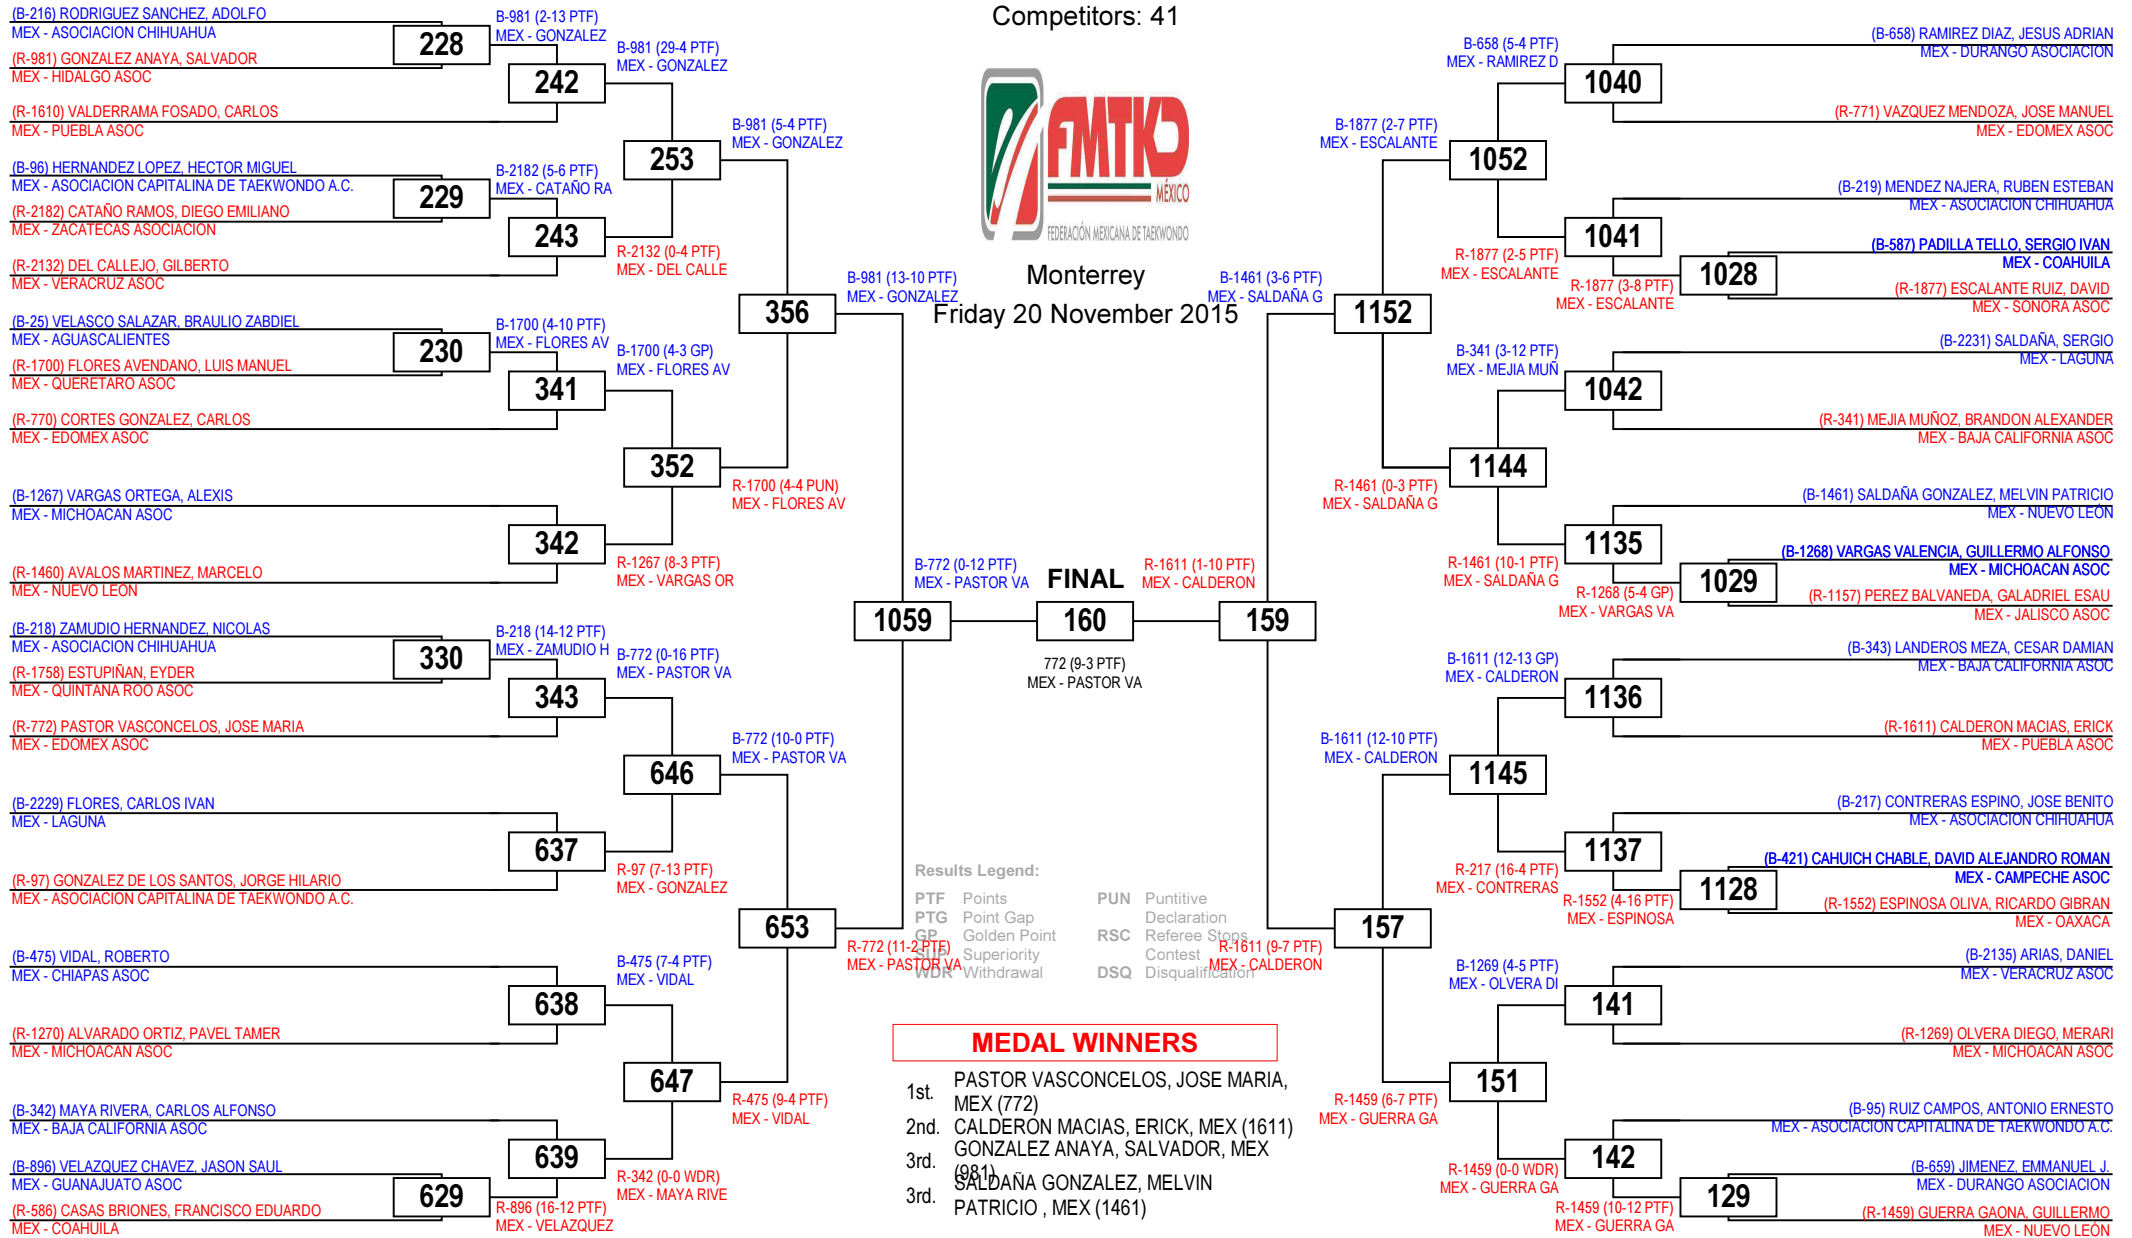 Competitors: 41
FMTKD
MÉXICO
FEDERACIÓN MEXICANA DE TAEKWONDO
Monterrey
Friday 20 November 2015
(B-216) RODRIGUEZ SANCHEZ, ADOLFO
MEX - ASOCIACION CHIHUAHUA
228
(R-981) GONZALEZ ANAYA, SALVADOR
MEX - HIDALGO ASOC
B-981 (2-13 PTF)
MEX - GONZALEZ
242
(R-1610) VALDERRAMA FOSADO, CARLOS
MEX - PUEBLA ASOC
B-981 (29-4 PTF)
MEX - GONZALEZ
253
(B-96) HERNANDEZ LOPEZ, HECTOR MIGUEL
MEX - ASOCIACION CAPITALINA DE TAEKWONDO A.C.
229
(R-2182) CATAÑO RAMOS, DIEGO EMILIANO
MEX - ZACATECAS ASOCIACION
B-2182 (5-6 PTF)
MEX - CATAÑO RA
243
(R-2132) DEL CALLEJO, GILBERTO
MEX - VERACRUZ ASOC
R-2132 (0-4 PTF)
MEX - DEL CALLE
B-981 (5-4 PTF)
MEX - GONZALEZ
356
(B-25) VELASCO SALAZAR, BRAULIO ZABDIEL
MEX - AGUASCALIENTES
230
(R-1700) FLORES AVENDANO, LUIS MANUEL
MEX - QUERETARO ASOC
B-1700 (4-10 PTF)
MEX - FLORES AV
341
(R-770) CORTES GONZALEZ, CARLOS
MEX - EDOMEX ASOC
B-1700 (4-3 GP)
MEX - FLORES AV
352
(B-1267) VARGAS ORTEGA, ALEXIS
MEX - MICHOACAN ASOC
342
(R-1460) AVALOS MARTINEZ, MARCELO
MEX - NUEVO LEÓN
R-1267 (8-3 PTF)
MEX - VARGAS OR
R-1700 (4-4 PUN)
MEX - FLORES AV
B-981 (13-10 PTF)
MEX - GONZALEZ
1059
(B-218) ZAMUDIO HERNANDEZ, NICOLAS
MEX - ASOCIACION CHIHUAHUA
330
(R-1758) ESTUPIÑAN, EYDER
MEX - QUINTANA ROO ASOC
B-218 (14-12 PTF)
MEX - ZAMUDIO H
343
(R-772) PASTOR VASCONCELOS, JOSE MARIA
MEX - EDOMEX ASOC
B-772 (0-16 PTF)
MEX - PASTOR VA
646
(B-2229) FLORES, CARLOS IVAN
MEX - LAGUNA
637
(R-97) GONZALEZ DE LOS SANTOS, JORGE HILARIO
MEX - ASOCIACION CAPITALINA DE TAEKWONDO A.C.
R-97 (7-13 PTF)
MEX - GONZALEZ
B-772 (10-0 PTF)
MEX - PASTOR VA
653
(B-475) VIDAL, ROBERTO
MEX - CHIAPAS ASOC
638
(R-1270) ALVARADO ORTIZ, PAVEL TAMER
MEX - MICHOACAN ASOC
B-475 (7-4 PTF)
MEX - VIDAL
647
(B-342) MAYA RIVERA, CARLOS ALFONSO
MEX - BAJA CALIFORNIA ASOC
639
(B-896) VELAZQUEZ CHAVEZ, JASON SAUL
MEX - GUANAJUATO ASOC
629
(R-586) CASAS BRIONES, FRANCISCO EDUARDO
MEX - COAHUILA
R-896 (16-12 PTF)
MEX - VELAZQUEZ
R-342 (0-0 WDR)
MEX - MAYA RIVE
R-475 (9-4 PTF)
MEX - VIDAL
R-772 (11-2 PTF)
MEX - PASTOR VA
B-772 (0-12 PTF)
MEX - PASTOR VA
FINAL
160
772 (9-3 PTF)
MEX - PASTOR VA
R-1611 (1-10 PTF)
MEX - CALDERON
159
B-1461 (3-6 PTF)
MEX - SALDAÑA G
1152
B-1877 (2-7 PTF)
MEX - ESCALANTE
1052
B-658 (5-4 PTF)
MEX - RAMIREZ D
1040
(B-658) RAMIREZ DIAZ, JESUS ADRIAN
MEX - DURANGO ASOCIACION
(R-771) VAZQUEZ MENDOZA, JOSE MANUEL
MEX - EDOMEX ASOC
(B-219) MENDEZ NAJERA, RUBEN ESTEBAN
MEX - ASOCIACION CHIHUAHUA
1041
R-1877 (2-5 PTF)
MEX - ESCALANTE
(B-587) PADILLA TELLO, SERGIO IVAN
MEX - COAHUILA
1028
R-1877 (3-8 PTF)
MEX - ESCALANTE
(R-1877) ESCALANTE RUIZ, DAVID
MEX - SONORA ASOC
(B-2231) SALDAÑA, SERGIO
MEX - LAGUNA
B-341 (3-12 PTF)
MEX - MEJIA MUÑ
1042
(R-341) MEJIA MUÑOZ, BRANDON ALEXANDER
MEX - BAJA CALIFORNIA ASOC
1144
R-1461 (0-3 PTF)
MEX - SALDAÑA G
(B-1461) SALDAÑA GONZALEZ, MELVIN PATRICIO
MEX - NUEVO LEÓN
1135
R-1461 (10-1 PTF)
MEX - SALDAÑA G
(B-1268) VARGAS VALENCIA, GUILLERMO ALFONSO
MEX - MICHOACAN ASOC
1029
R-1268 (5-4 GP)
MEX - VARGAS VA
(R-1157) PEREZ BALVANEDA, GALADRIEL ESAU
MEX - JALISCO ASOC
(B-343) LANDEROS MEZA, CESAR DAMIAN
MEX - BAJA CALIFORNIA ASOC
B-1611 (12-13 GP)
MEX - CALDERON
1136
(R-1611) CALDERON MACIAS, ERICK
MEX - PUEBLA ASOC
B-1611 (12-10 PTF)
MEX - CALDERON
1145
(B-217) CONTRERAS ESPINO, JOSE BENITO
MEX - ASOCIACION CHIHUAHUA
1137
R-217 (16-4 PTF)
MEX - CONTRERAS
(B-421) CAHUICH CHABLE, DAVID ALEJANDRO ROMAN
MEX - CAMPECHE ASOC
1128
R-1552 (4-16 PTF)
MEX - ESPINOSA
(R-1552) ESPINOSA OLIVA, RICARDO GIBRAN
MEX - OAXACA
157
R-1611 (9-7 PTF)
MEX - CALDERON
(B-2135) ARIAS, DANIEL
MEX - VERACRUZ ASOC
B-1269 (4-5 PTF)
MEX - OLVERA DI
141
(R-1269) OLVERA DIEGO, MERARI
MEX - MICHOACAN ASOC
151
R-1459 (6-7 PTF)
MEX - GUERRA GA
(B-95) RUIZ CAMPOS, ANTONIO ERNESTO
MEX - ASOCIACION CAPITALINA DE TAEKWONDO A.C.
142
R-1459 (0-0 WDR)
MEX - GUERRA GA
(B-659) JIMENEZ, EMMANUEL J.
MEX - DURANGO ASOCIACION
129
R-1459 (10-12 PTF)
MEX - GUERRA GA
(R-1459) GUERRA GAONA, GUILLERMO
MEX - NUEVO LEÓN
Results Legend:
PTF Points PUN Puntitive
PTG Point Gap Declaration
GP Golden Point RSC Referee Stops
SUP Superiority Contest
WDR Withdrawal DSQ Disqualification
MEDAL WINNERS
1st. PASTOR VASCONCELOS, JOSE MARIA,
MEX (772)
2nd. CALDERON MACIAS, ERICK, MEX (1611)
3rd. GONZALEZ ANAYA, SALVADOR, MEX
(981)
3rd. SALDAÑA GONZALEZ, MELVIN
PATRICIO , MEX (1461)